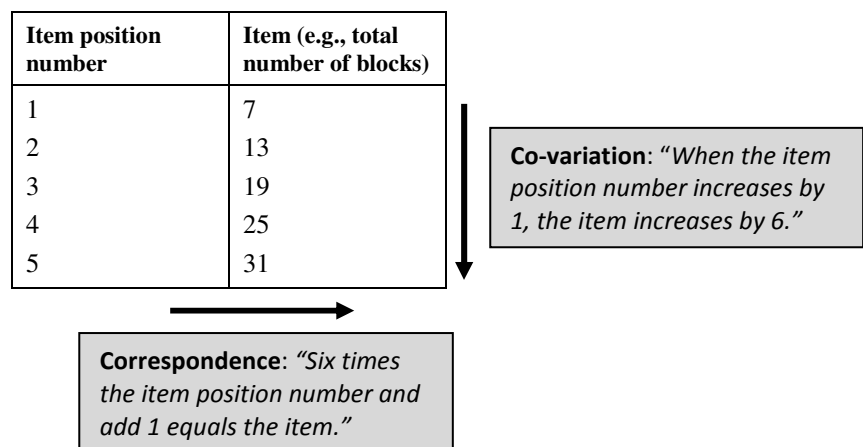 Item position Item (e.g., total
number number of blocks)
1 7
2 13
3 19
4 25
5 31
Co-variation: “When the item
position number increases by
1, the item increases by 6.”
Correspondence: “Six times
the item position number and
add 1 equals the item.”